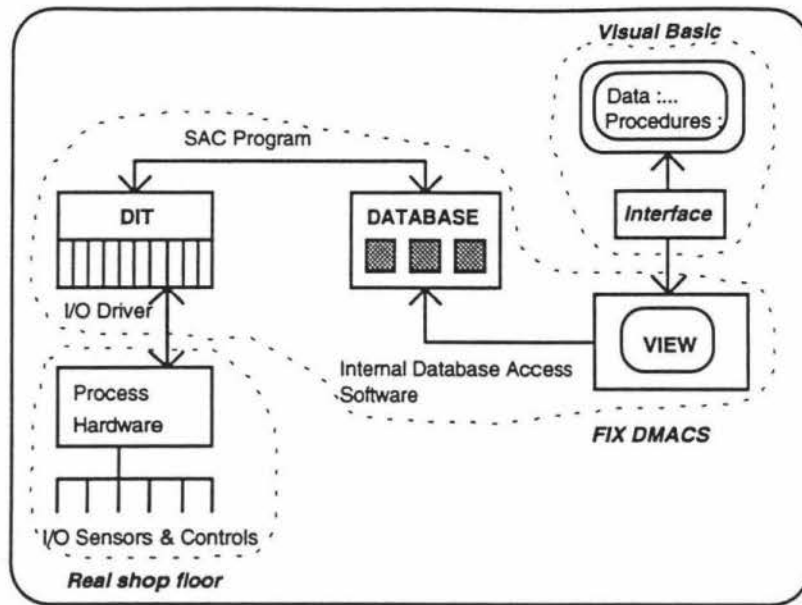 Visual Basic
Data :...
Procedures :
SAC Program
DIT
DATABASE
Interface
I/O Driver
VIEW
Internal Database Access
Software
Process
Hardware
FIX DMACS
I/O Sensors & Controls
Real shop floor